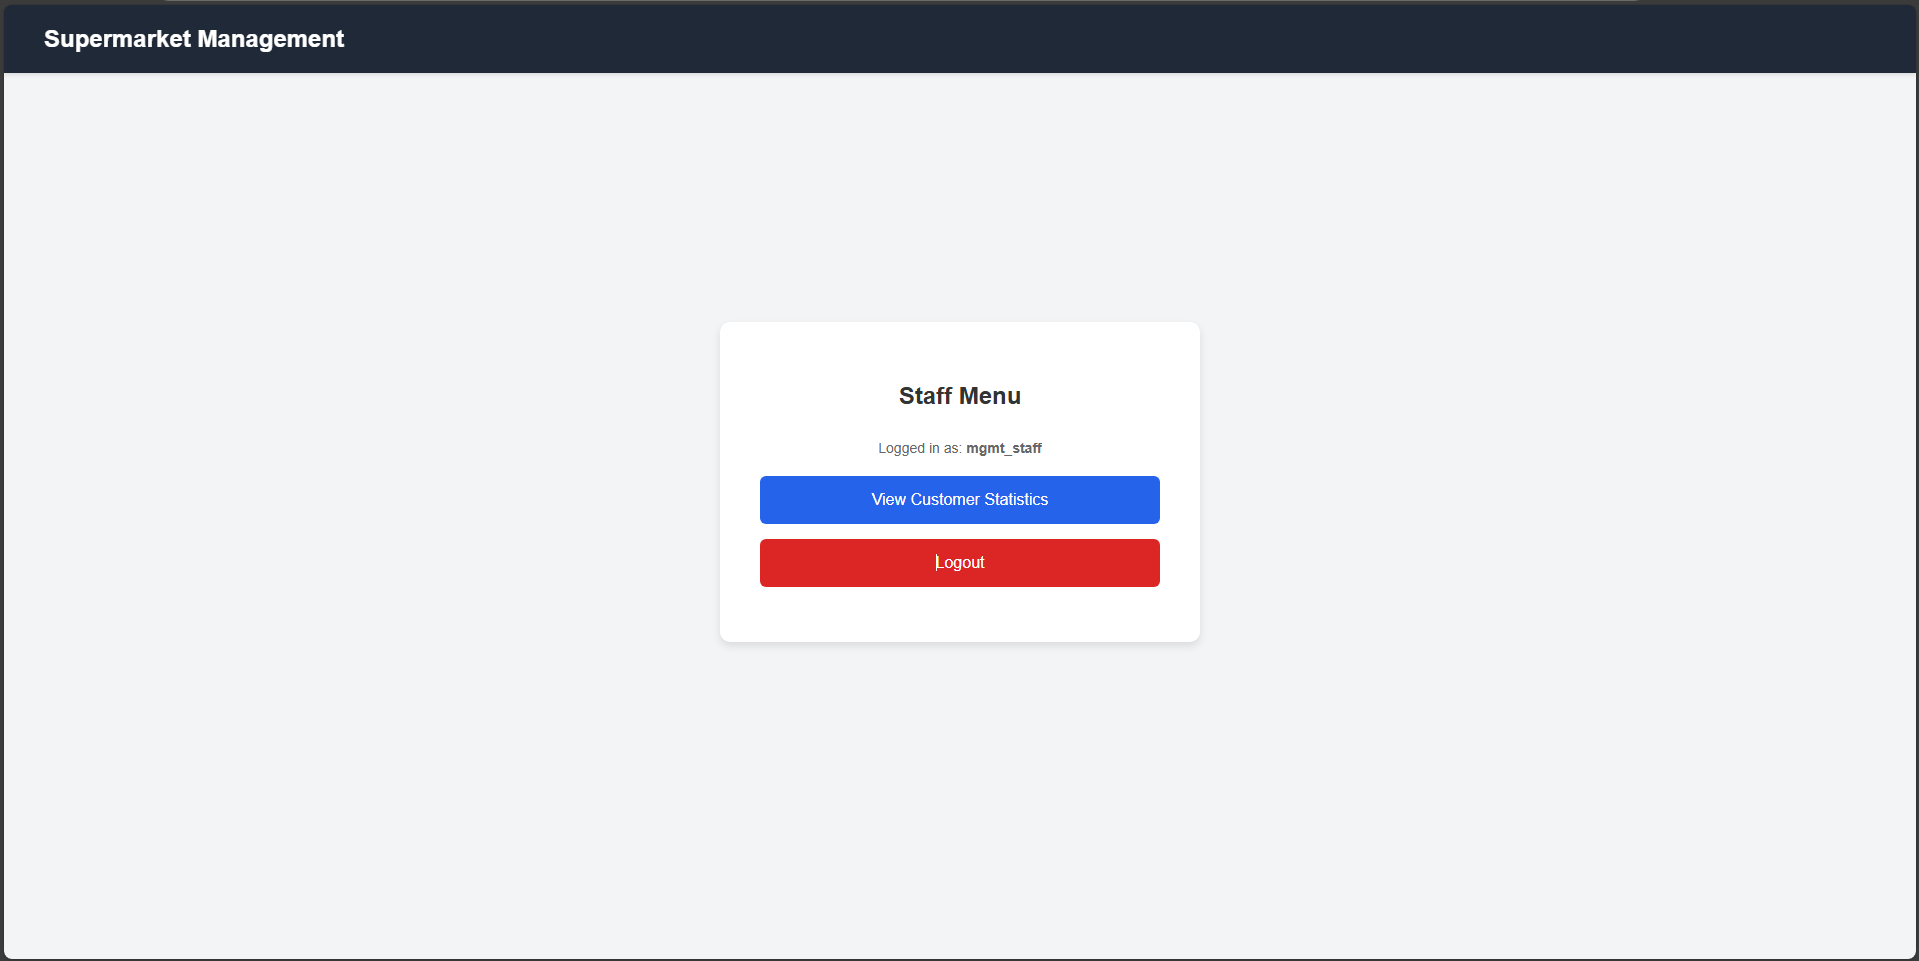 Supermarket Management
Staff Menu
Logged in as: mgmt_staff
View Customer Statistics
Logout